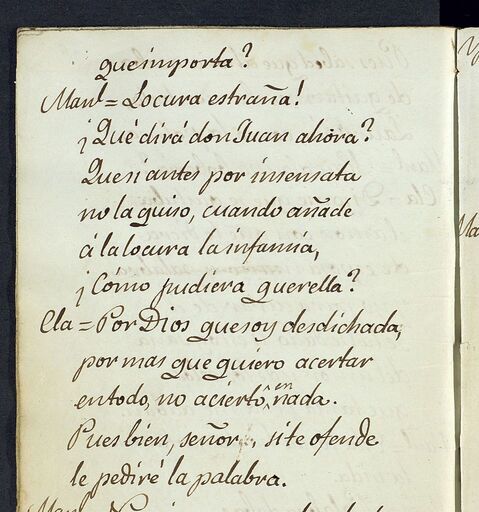 que importa?
Manl = Locura estraña!
¡Qué dirá don Juan ahora?
Que si antes por insensata
no la quiso, cuando añade
á la locura la infamia,
¡Cómo pudiera querella?
Cla = Por Dios que soy desdichada,
por mas que quiero acertar
en todo, no acierto en nada.
Pues bien, señor, si te ofende
le pediré la palabra.